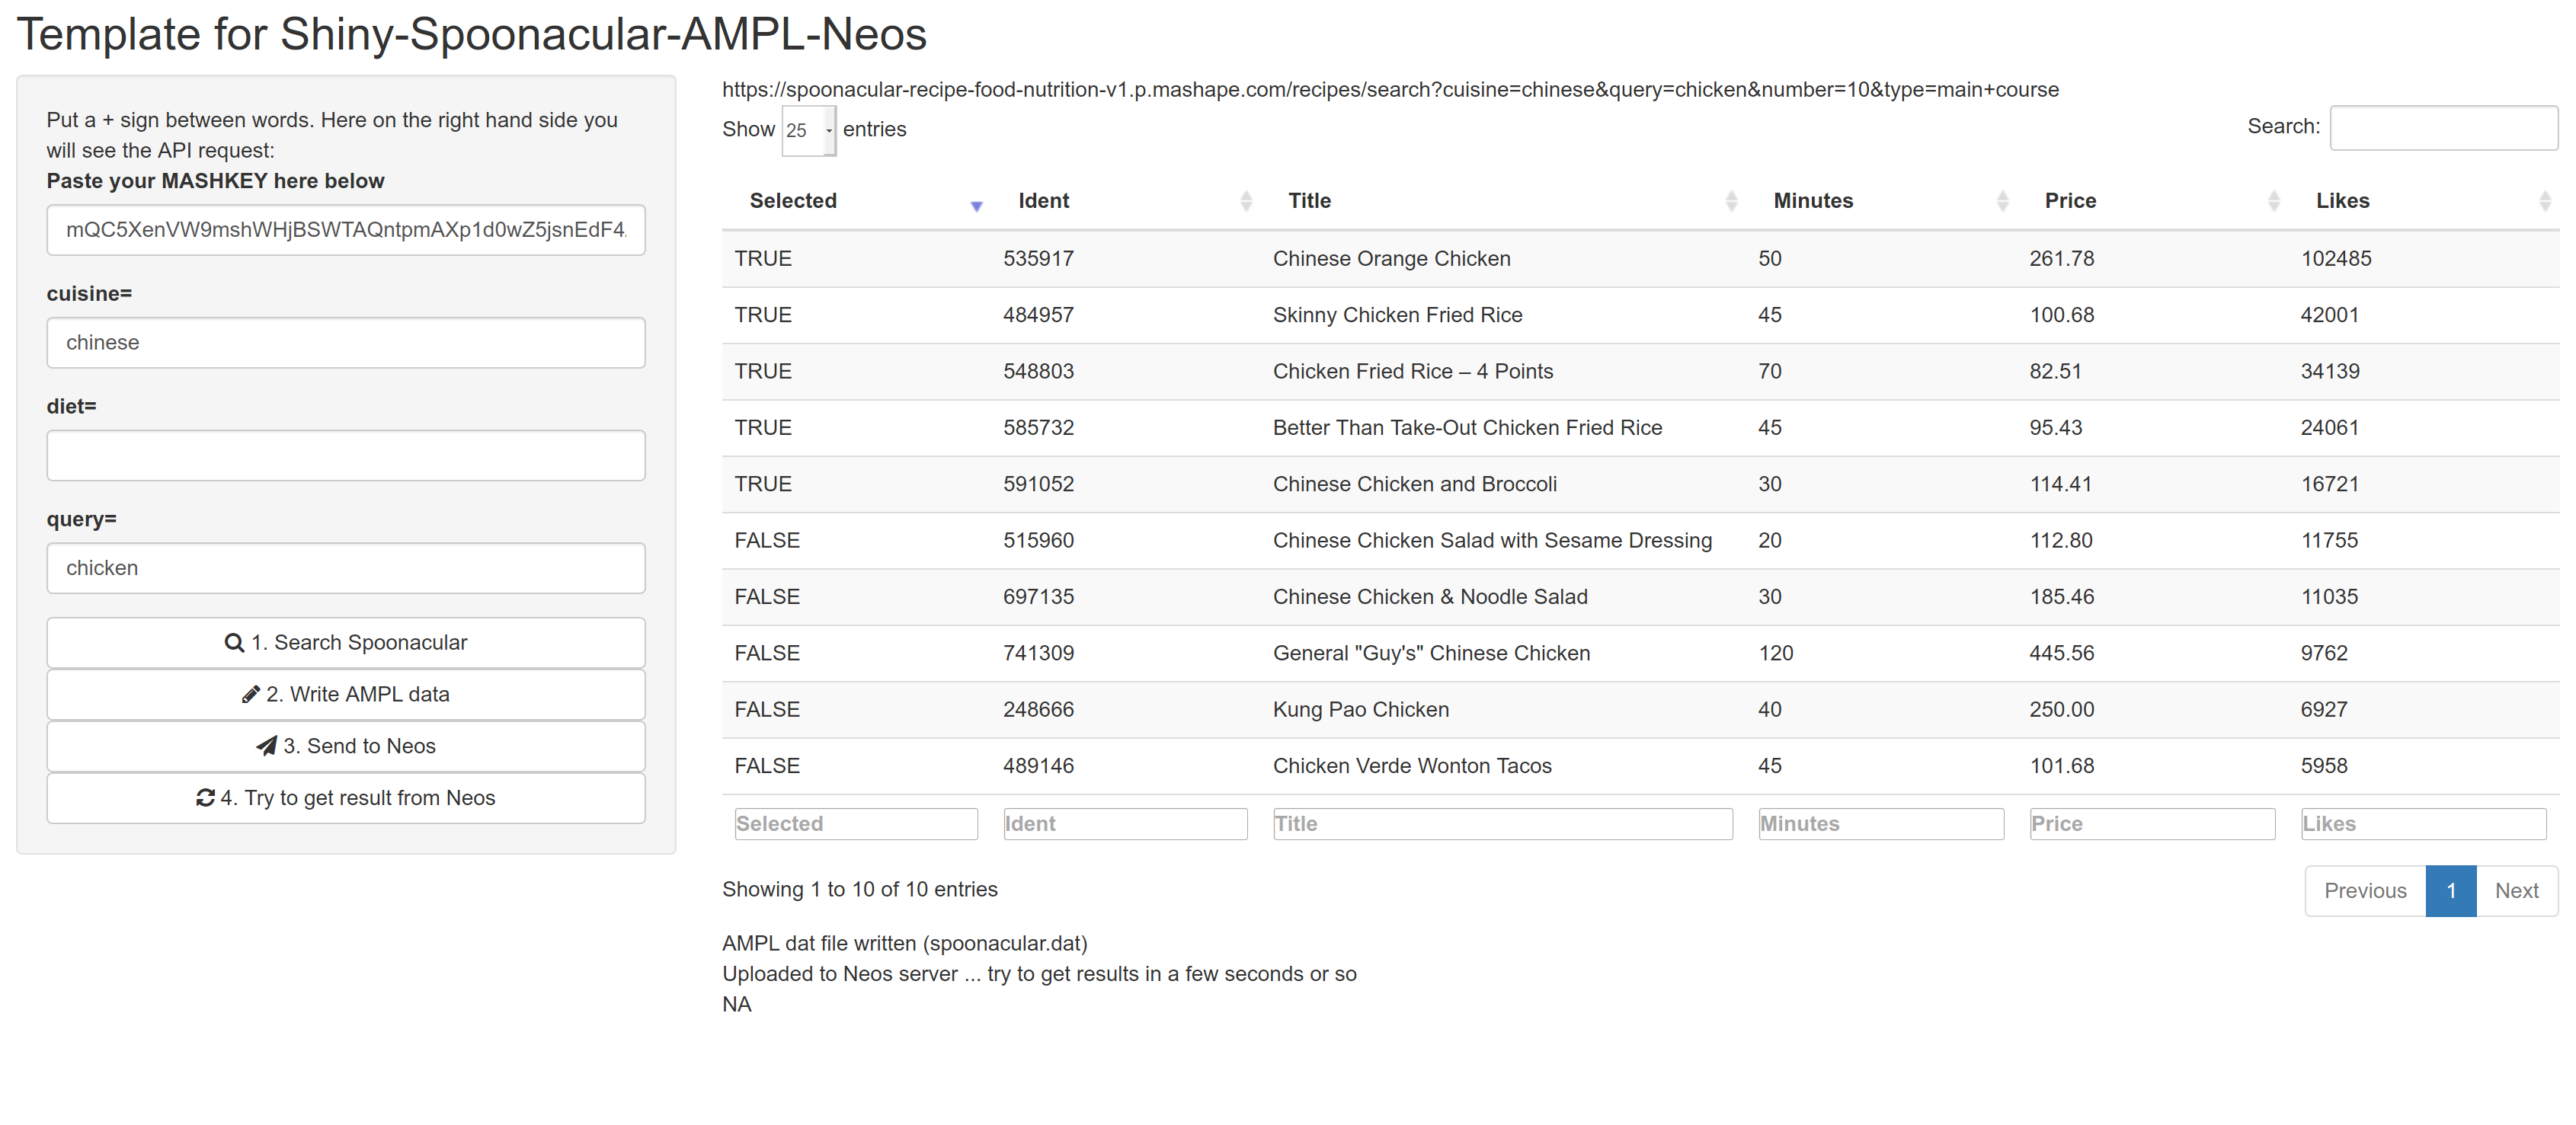 Template for Shiny-Spoonacular-AMPL-Neos
Put a + sign between words. Here on the right hand side you
will see the API request:
Paste your MASHKEY here below
mQC5XenVW9mshWHjBSWTAQntpmAXp1d0wZ5jsnEdF4
cuisine=
chinese
diet=
query=
chicken
1. Search Spoonacular
2. Write AMPL data
3. Send to Neos
4. Try to get result from Neos
https://spoonacular-recipe-food-nutrition-v1.p.mashape.com/recipes/search?cuisine=chinese&query=chicken&number=10&type=main+course
Show 25 entries Search:
Selected Ident Title Minutes Price Likes
TRUE 535917 Chinese Orange Chicken 50 261.78 102485
TRUE 484957 Skinny Chicken Fried Rice 45 100.68 42001
TRUE 548803 Chicken Fried Rice – 4 Points 70 82.51 34139
TRUE 585732 Better Than Take-Out Chicken Fried Rice 45 95.43 24061
TRUE 591052 Chinese Chicken and Broccoli 30 114.41 16721
FALSE 515960 Chinese Chicken Salad with Sesame Dressing 20 112.80 11755
FALSE 697135 Chinese Chicken & Noodle Salad 30 185.46 11035
FALSE 741309 General "Guy's" Chinese Chicken 120 445.56 9762
FALSE 248666 Kung Pao Chicken 40 250.00 6927
FALSE 489146 Chicken Verde Wonton Tacos 45 101.68 5958
Selected Ident Title Minutes Price Likes
Showing 1 to 10 of 10 entries Previous 1 Next
AMPL dat file written (spoonacular.dat)
Uploaded to Neos server ... try to get results in a few seconds or so
NA